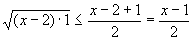 √((x−2)·1) ≤ (x−2+1)/2 = (x−1)/2